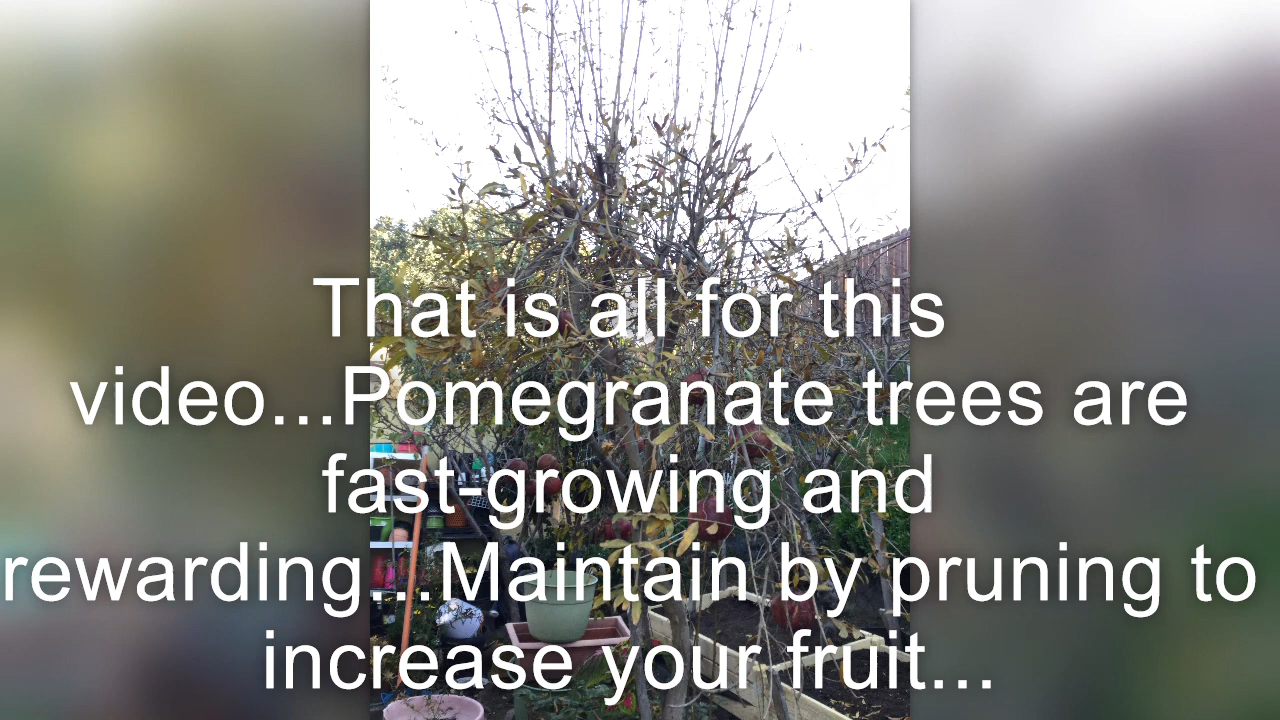 That is all for this
video...Pomegranate trees are
fast-growing and
rewarding...Maintain by pruning to
increase your fruit...